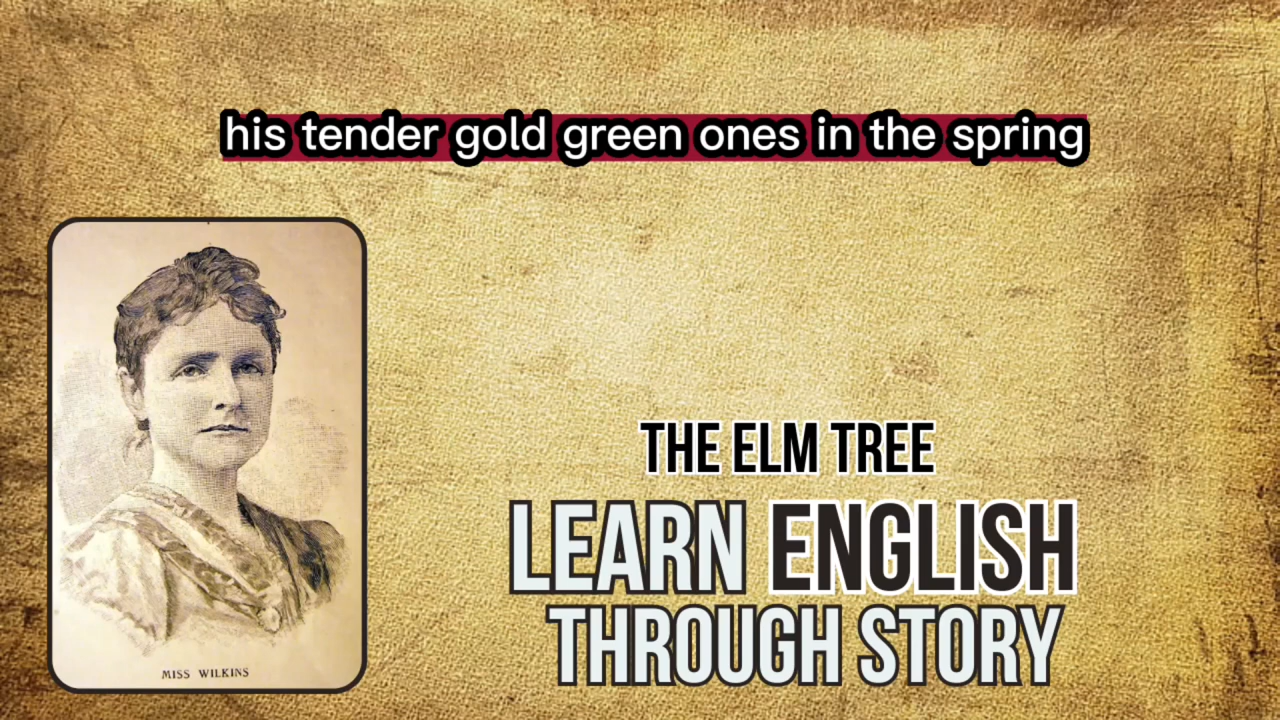 his tender gold green ones in the spring
THE ELM TREE
LEARN ENGLISH
THROUGH STORY
MISS WILKINS